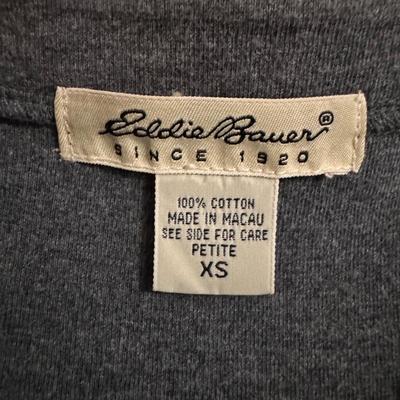 Eddie Bauer®
SINCE 1920
100% COTTON
MADE IN MACAU
SEE SIDE FOR CARE
PETITE
XS